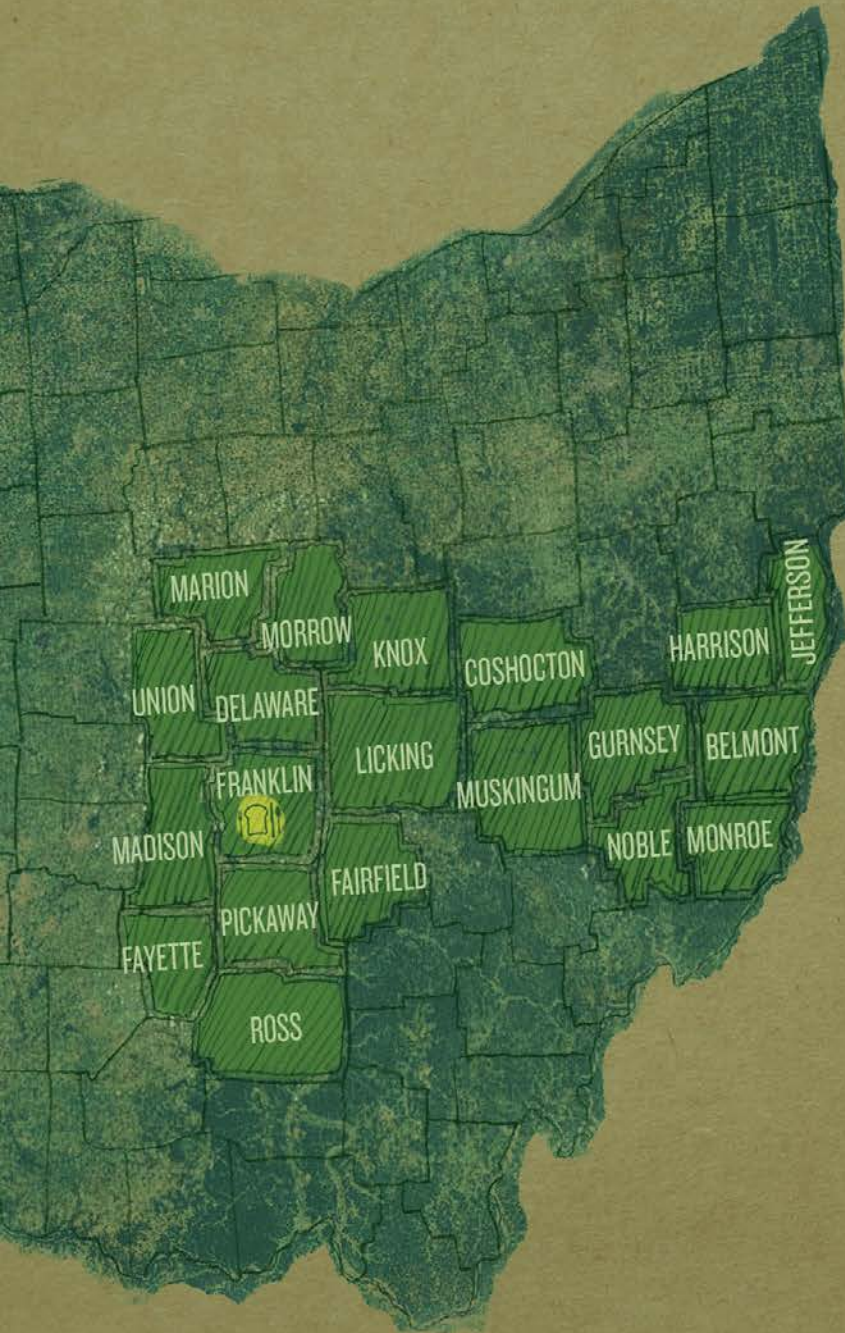 MARION
MORROW
KNOX
UNION
DELAWARE
COSHOCTON
HARRISON
JEFFERSON
FRANKLIN
LICKING
GURNSEY
BELMONT
MUSKINGUM
MADISON
NOBLE
MONROE
FAIRFIELD
PICKAWAY
FAYETTE
ROSS